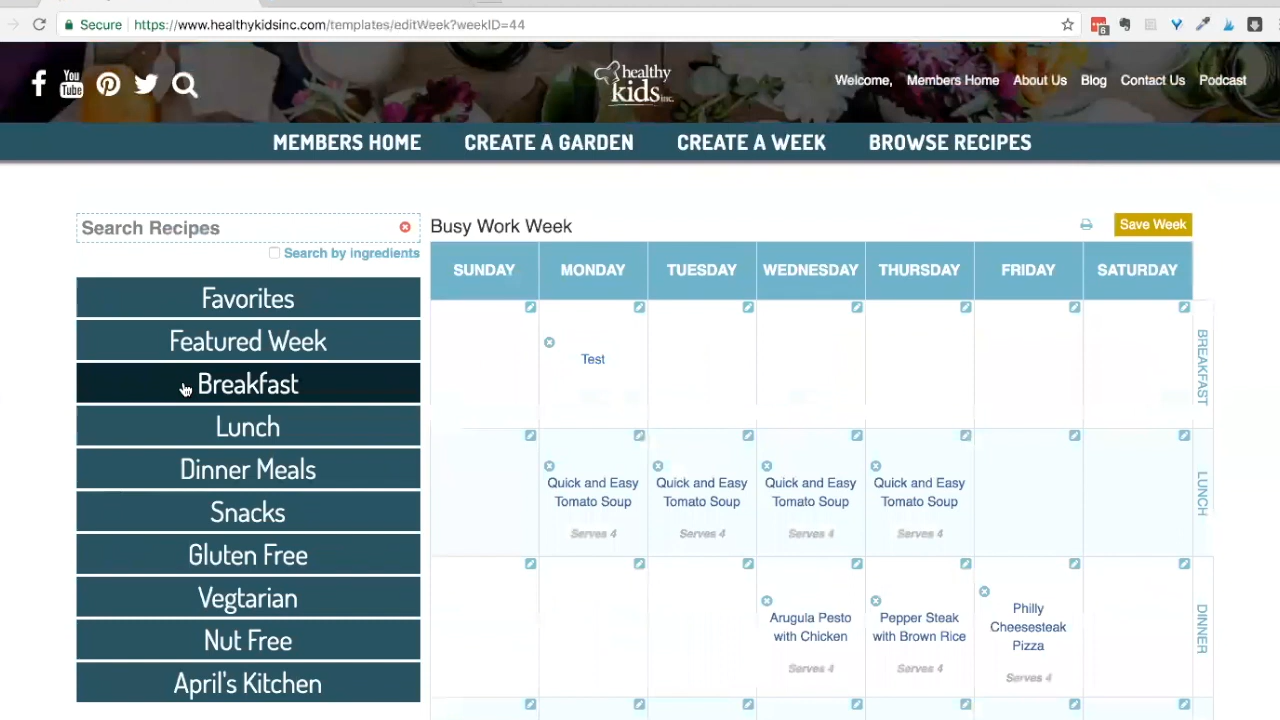 Secure https://www.healthykidsinc.com/templates/editWeek?weekID=44
6
You
Tube
healthy
kids inc.
Welcome, Members Home About Us Blog Contact Us Podcast
MEMBERS HOME CREATE A GARDEN CREATE A WEEK BROWSE RECIPES
Search Recipes
Search by ingredients
Favorites
Featured Week
Breakfast
Lunch
Dinner Meals
Snacks
Gluten Free
Vegtarian
Nut Free
April's Kitchen
Busy Work Week
Save Week
SUNDAY MONDAY TUESDAY WEDNESDAY THURSDAY FRIDAY SATURDAY
Test
BREAKFAST
Quick and Easy Quick and Easy Quick and Easy Quick and Easy
Tomato Soup Tomato Soup Tomato Soup Tomato Soup
Serves 4 Serves 4 Serves 4 Serves 4
LUNCH
Arugula Pesto
with Chicken
Serves 4
Pepper Steak
with Brown Rice
Serves 4
Philly
Cheesesteak
Pizza
Serves 4
DINNER